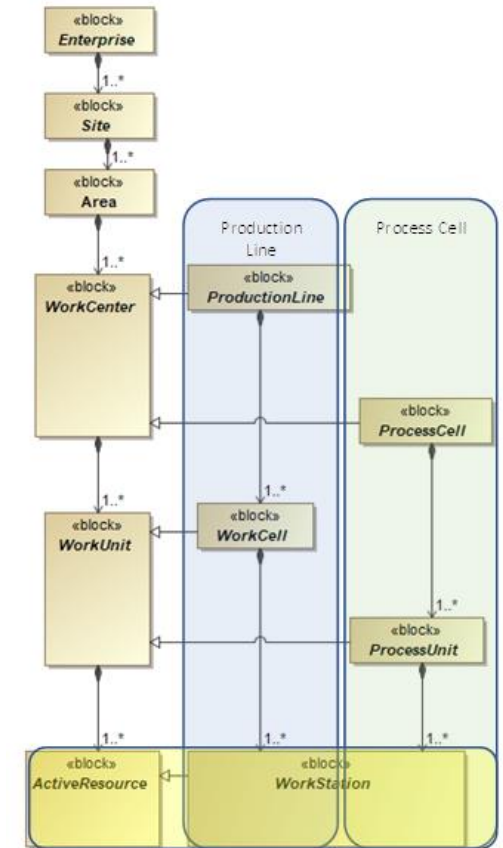 «block»
Enterprise
1..*
«block»
Site
1..*
«block»
Area
1..*
Production
Line
Process Cell
«block»
WorkCenter
«block»
ProductionLine
«block»
ProcessCell
1..*
1..*
«block»
WorkUnit
«block»
WorkCell
1..*
«block»
ProcessUnit
1..*
1..*
1..*
«block»
ActiveResource
«block»
WorkStation